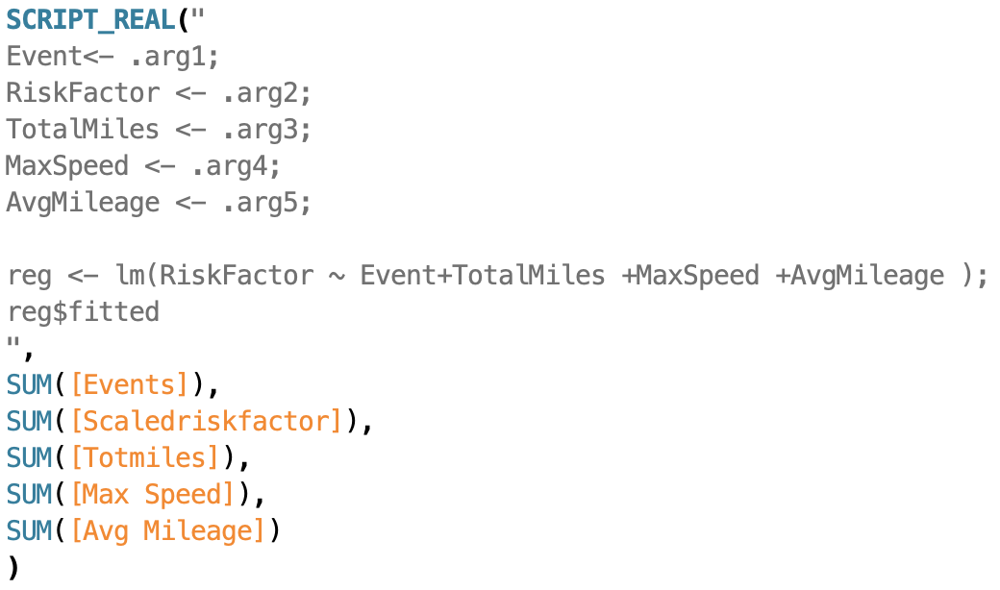 SCRIPT_REAL("
Event<- .arg1;
RiskFactor <- .arg2;
TotalMiles <- .arg3;
MaxSpeed <- .arg4;
AvgMileage <- .arg5;

reg <- lm(RiskFactor ~ Event+TotalMiles +MaxSpeed +AvgMileage );
reg$fitted
",
SUM([Events]),
SUM([Scaledriskfactor]),
SUM([Totmiles]),
SUM([Max Speed]),
SUM([Avg Mileage])
)